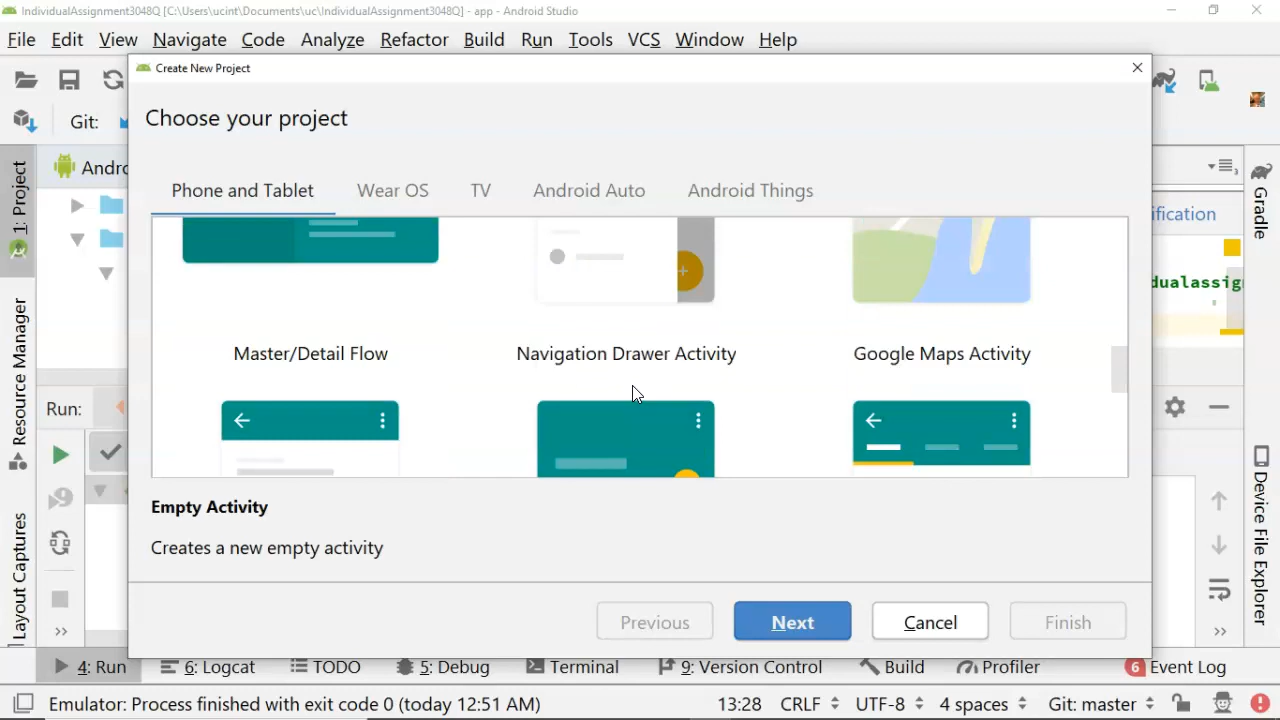 IndividualAssignment3048Q [C:\Users\ucint\Documents\uc\IndividualAssignment3048Q] - app - Android Studio
File Edit View Navigate Code Analyze Refactor Build Run Tools VCS Window Help
Create New Project
Choose your project
Git:
Phone and Tablet Wear OS TV Android Auto Android Things
1: Project
Resource Manager
Layout Captures
Master/Detail Flow Navigation Drawer Activity Google Maps Activity
Run:
Empty Activity
Creates a new empty activity
Previous Next Cancel Finish
Gradle
Device File Explorer
4: Run 6: Logcat TODO 5: Debug Terminal 9: Version Control Build Profiler 6 Event Log
Emulator: Process finished with exit code 0 (today 12:51 AM) 13:28 CRLF UTF-8 4 spaces Git: master